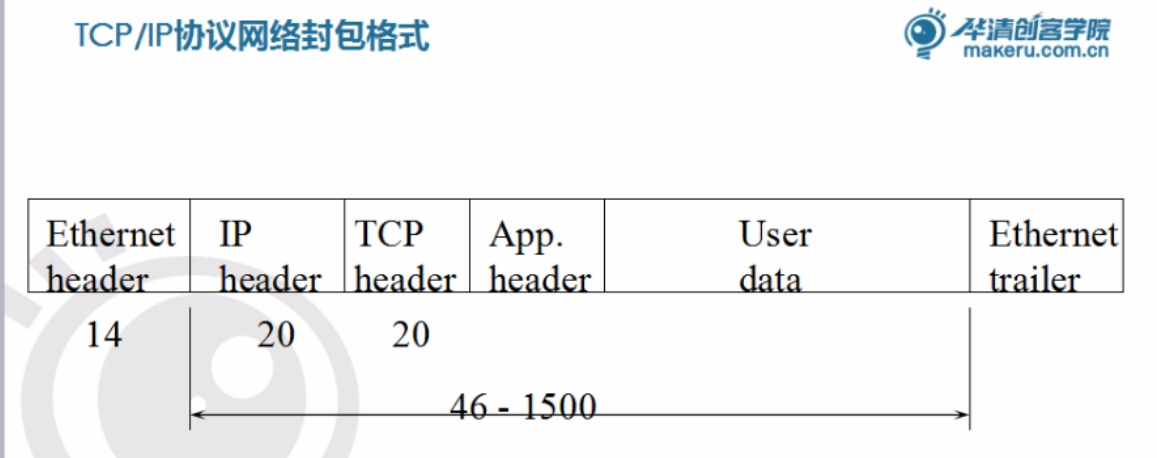 TCP/IP协议网络封包格式
华清创客学院
makeru.com.cn
Ethernet header
IP header
TCP header
App. header
User data
Ethernet trailer
14
20
20
46 - 1500